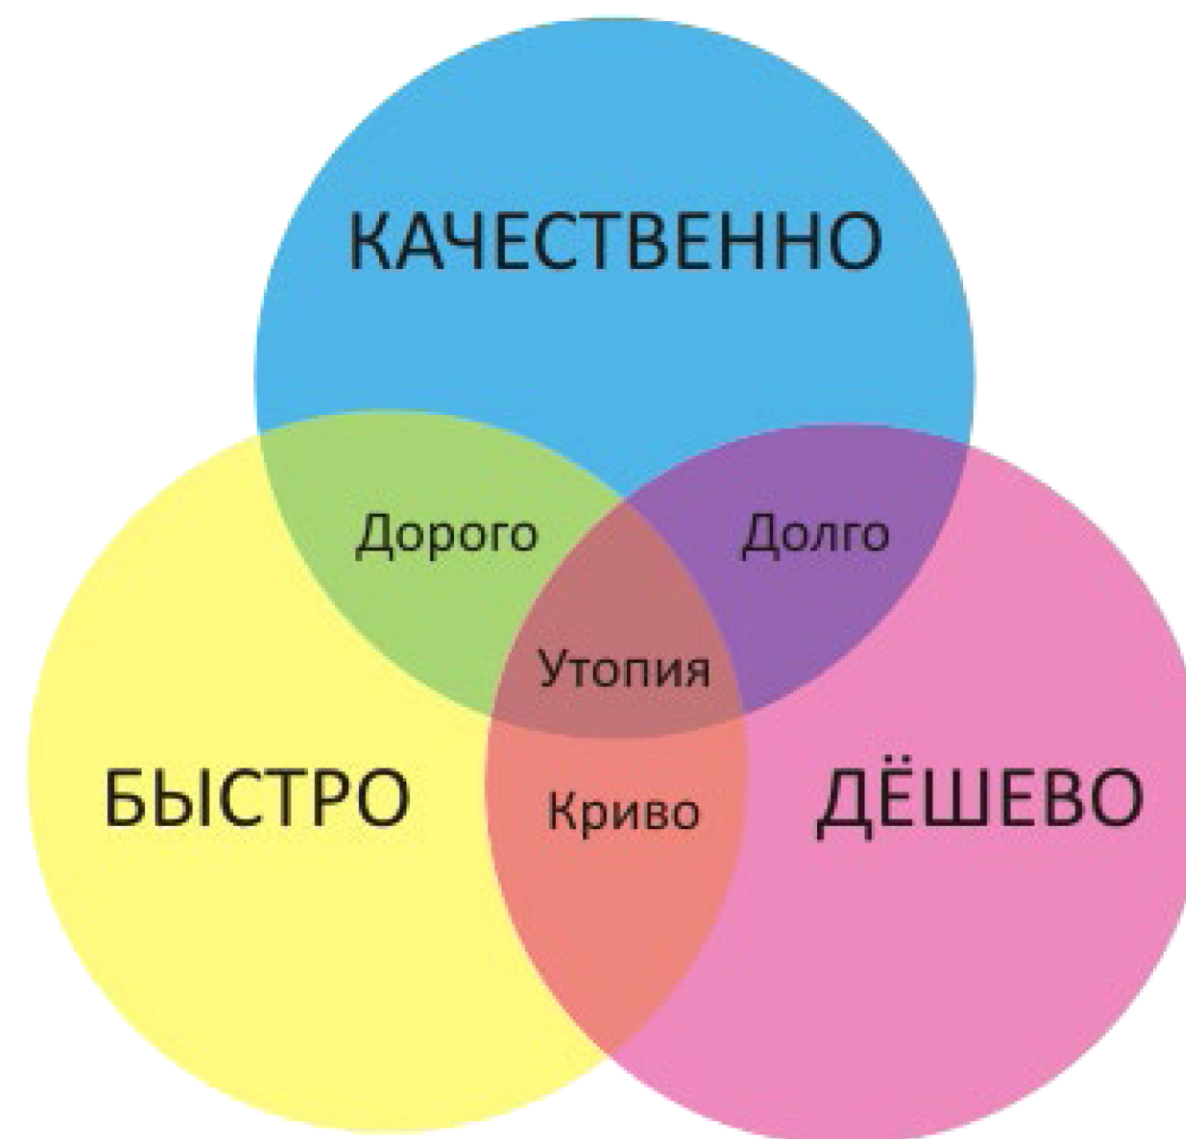 КАЧЕСТВЕННО
Дорого
Долго
Утопия
БЫСТРО
Криво
ДЁШЕВО